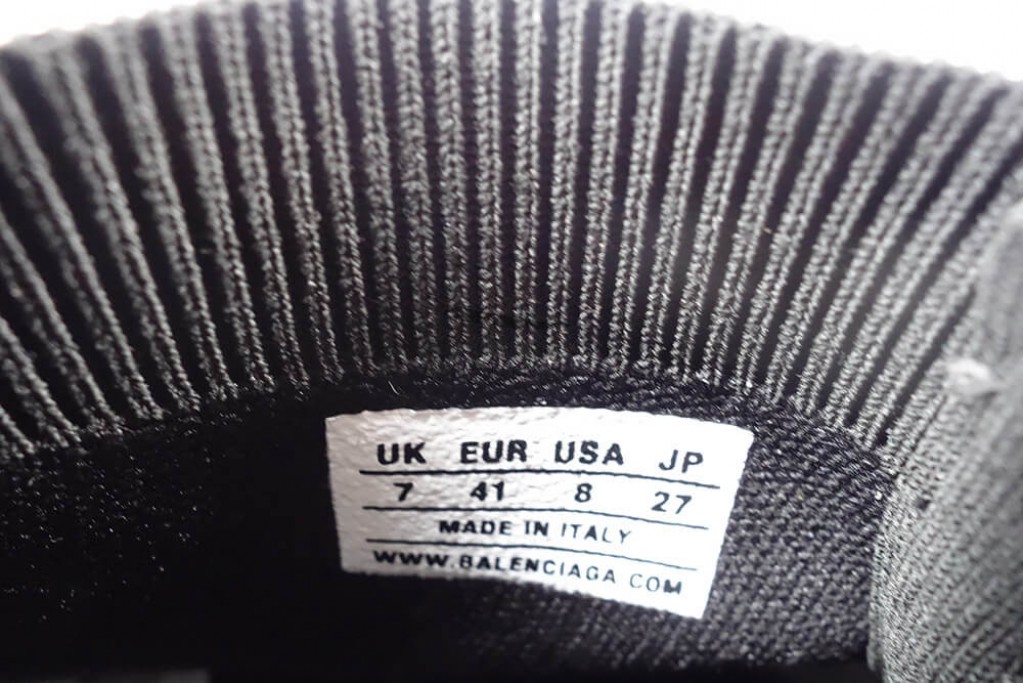 UK EUR USA JP
7 41 8 27
MADE IN ITALY
WWW.BALENCIAGA.COM